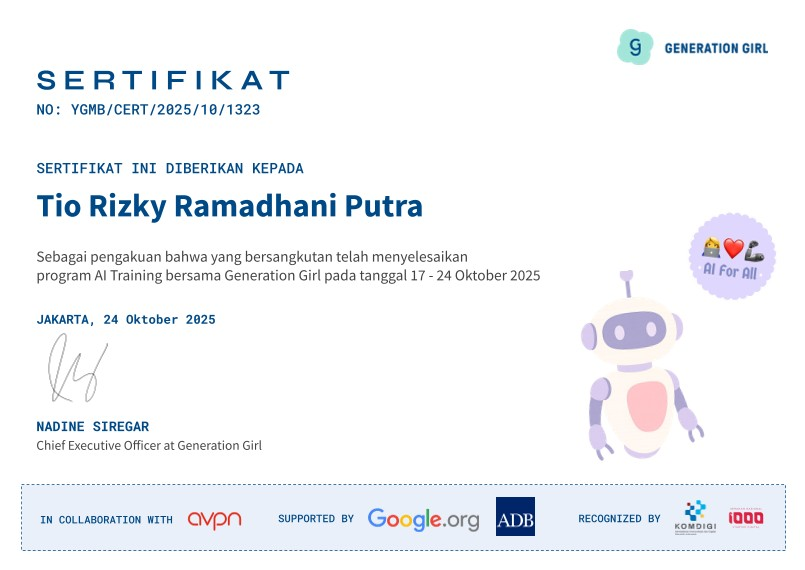 GENERATION GIRL
SERTIFIKAT
NO: YGMB/CERT/2025/10/1323
SERTIFIKAT INI DIBERIKAN KEPADA
Tio Rizky Ramadhani Putra
Sebagai pengakuan bahwa yang bersangkutan telah menyelesaikan
program AI Training bersama Generation Girl pada tanggal 17 - 24 Oktober 2025
AI For All
JAKARTA, 24 Oktober 2025
NADINE SIREGAR
Chief Executive Officer at Generation Girl
IN COLLABORATION WITH avpn SUPPORTED BY Google.org ADB RECOGNIZED BY KOMDIGI 1000